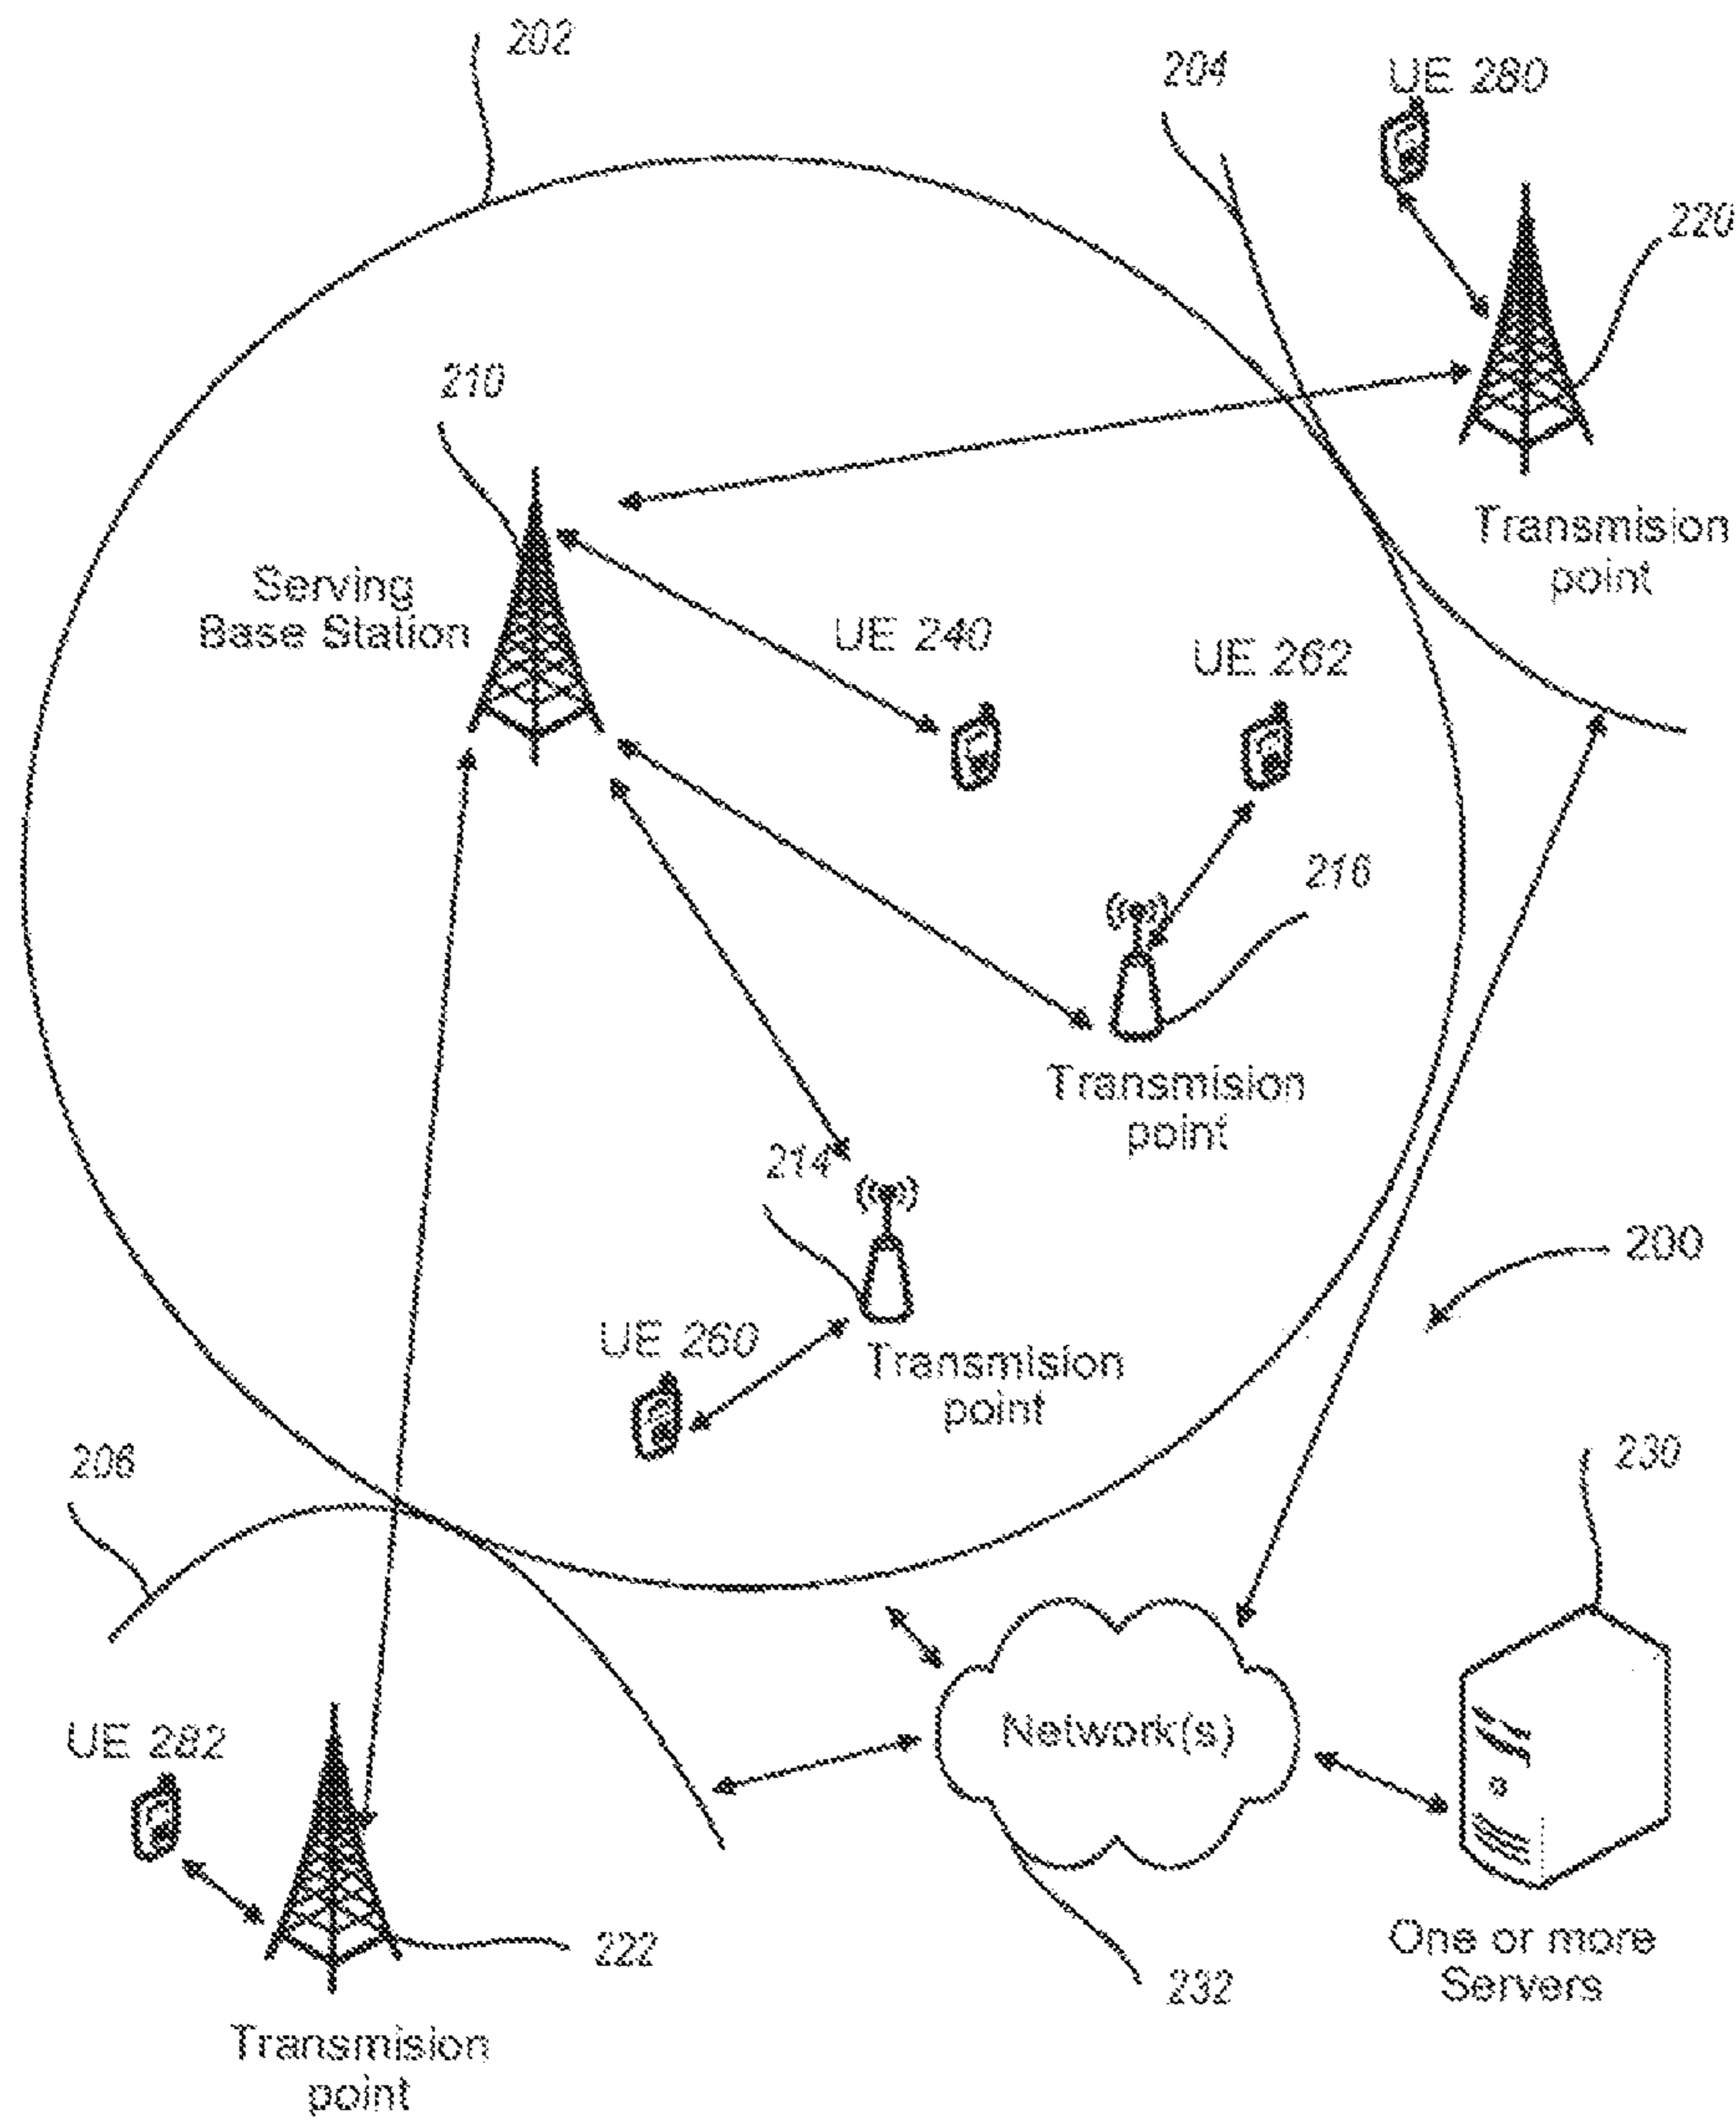 202
204
UE 280
220
210
Transmision
point
Serving
Base Station
UE 240
UE 262
216
Transmision
point
214
200
UE 260
Transmision
point
206
230
UE 282
Network(s)
222
232
One or more
Servers
Transmision
point